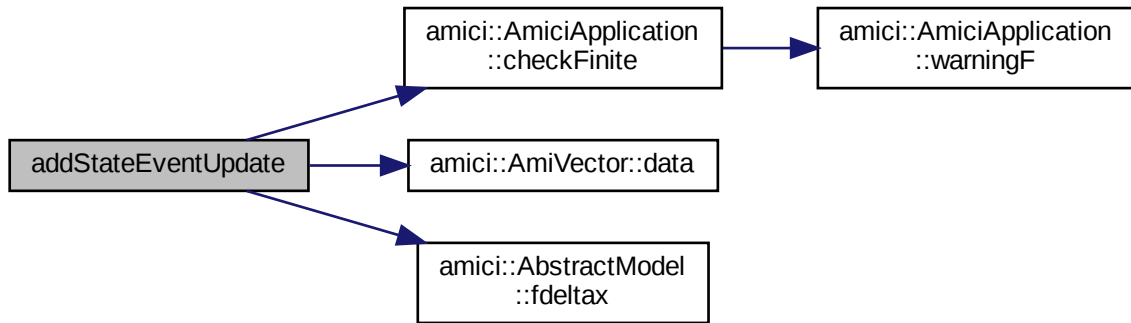 addStateEventUpdate
amici::AmiciApplication
::checkFinite
amici::AmiciApplication
::warningF
amici::AmiVector::data
amici::AbstractModel
::fdeltax